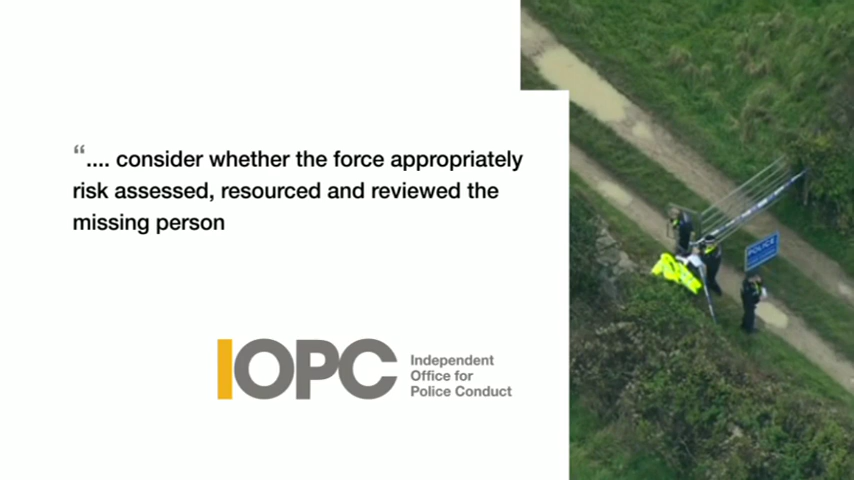 “.... consider whether the force appropriately
risk assessed, resourced and reviewed the
missing person
IOPC
Independent
Office for
Police Conduct
POLICE